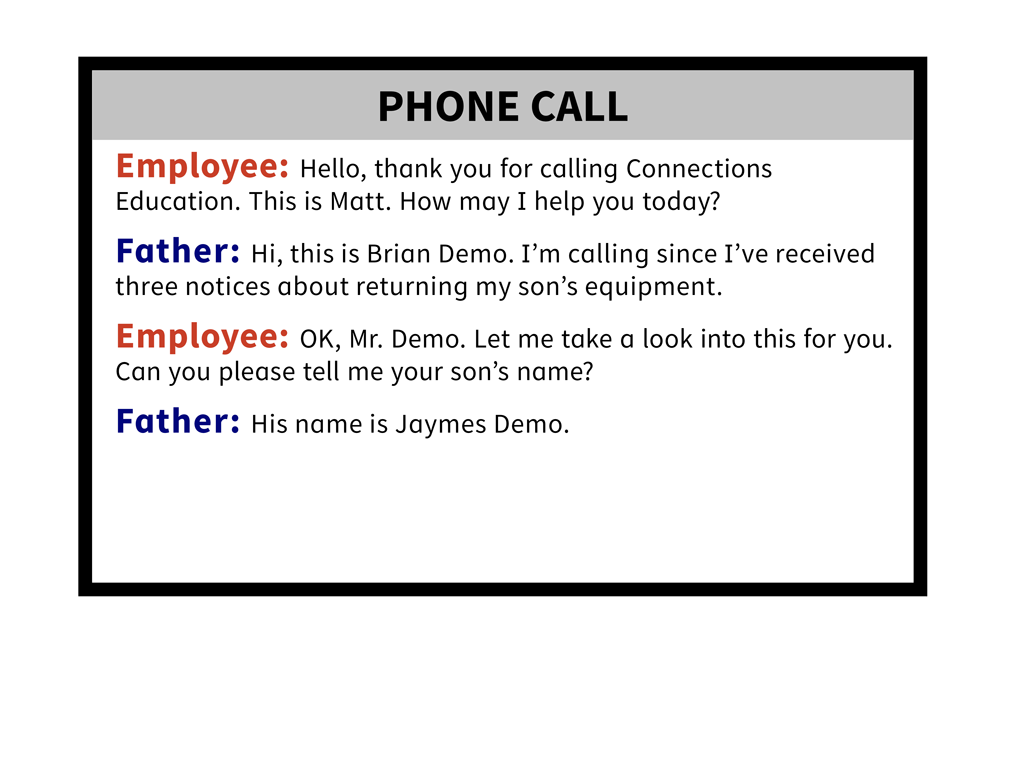 PHONE CALL
Employee: Hello, thank you for calling Connections
Education. This is Matt. How may I help you today?
Father: Hi, this is Brian Demo. I’m calling since I’ve received
three notices about returning my son’s equipment.
Employee: OK, Mr. Demo. Let me take a look into this for you.
Can you please tell me your son’s name?
Father: His name is Jaymes Demo.